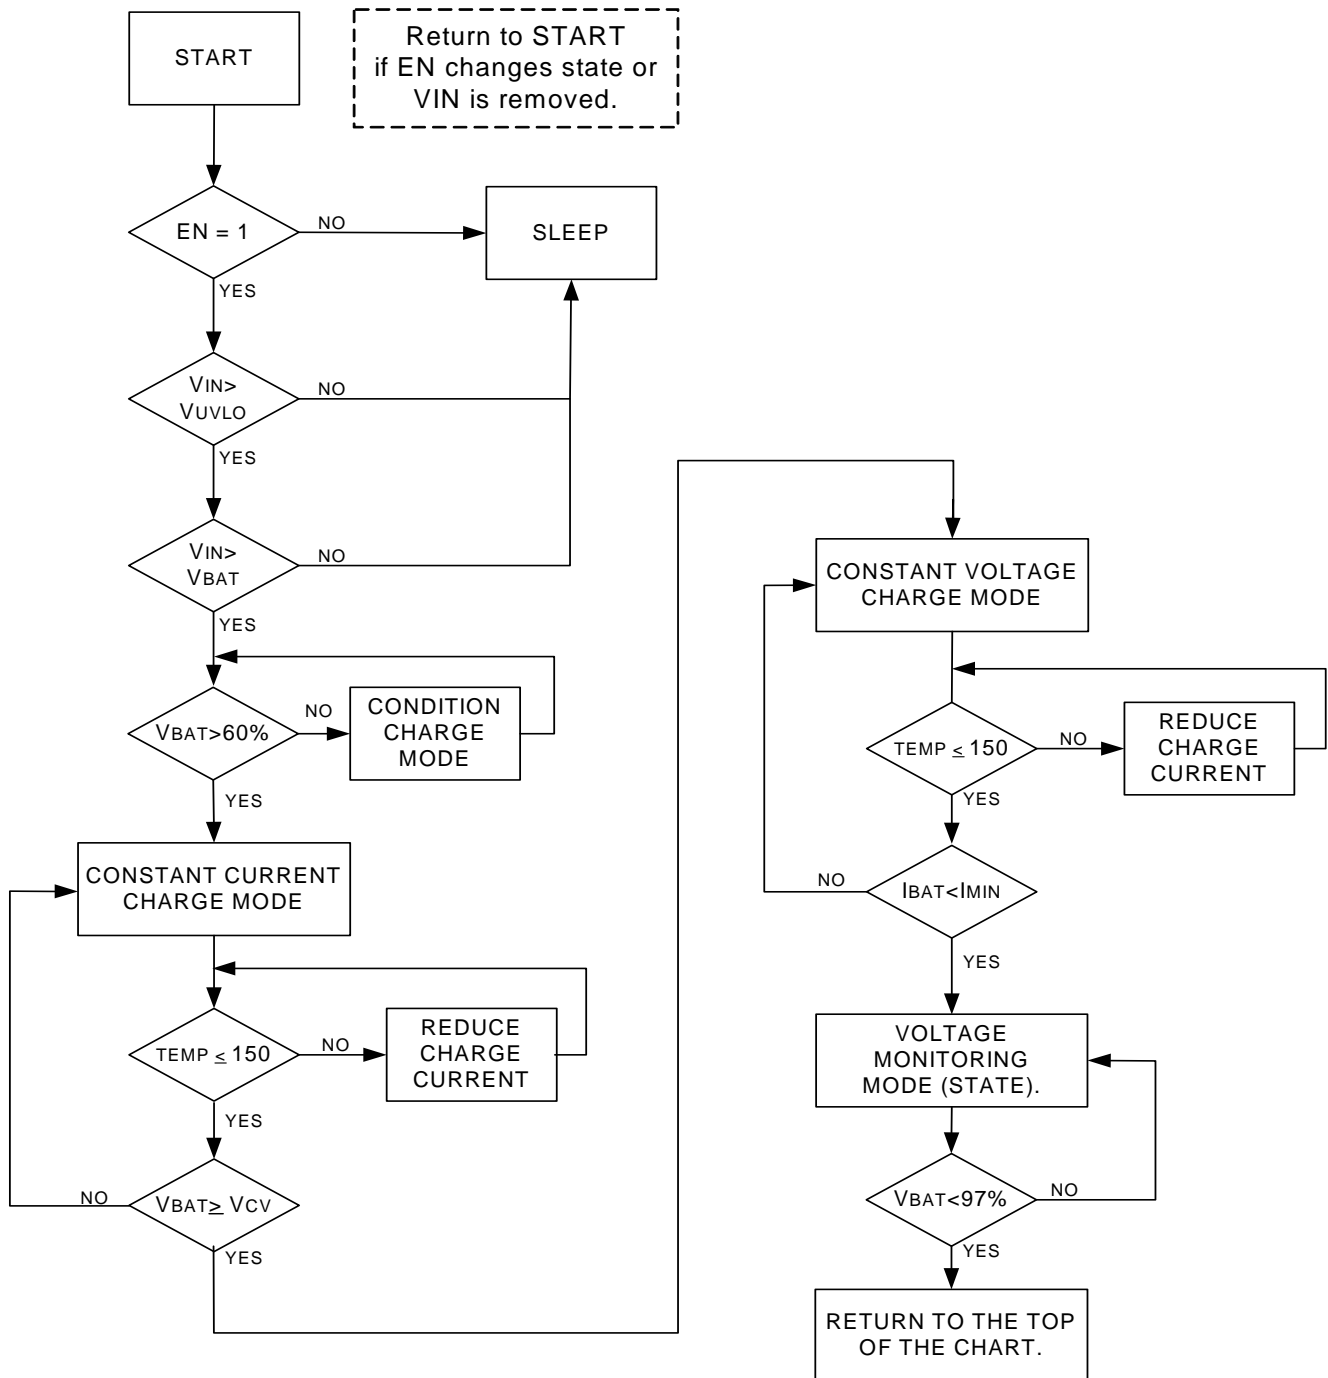 START
Return to START
if EN changes state or
VIN is removed.
EN = 1
NO
SLEEP
YES
VIN>
VUVLO
NO
YES
VIN>
VBAT
NO
YES
VBAT>60%
NO
CONDITION
CHARGE
MODE
YES
CONSTANT CURRENT
CHARGE MODE
TEMP ≤ 150
NO
REDUCE
CHARGE
CURRENT
YES
VBAT≥ VCV
NO
YES
CONSTANT VOLTAGE
CHARGE MODE
TEMP ≤ 150
NO
REDUCE
CHARGE
CURRENT
YES
IBAT<IMIN
NO
YES
VOLTAGE
MONITORING
MODE (STATE).
VBAT<97%
NO
YES
RETURN TO THE TOP
OF THE CHART.